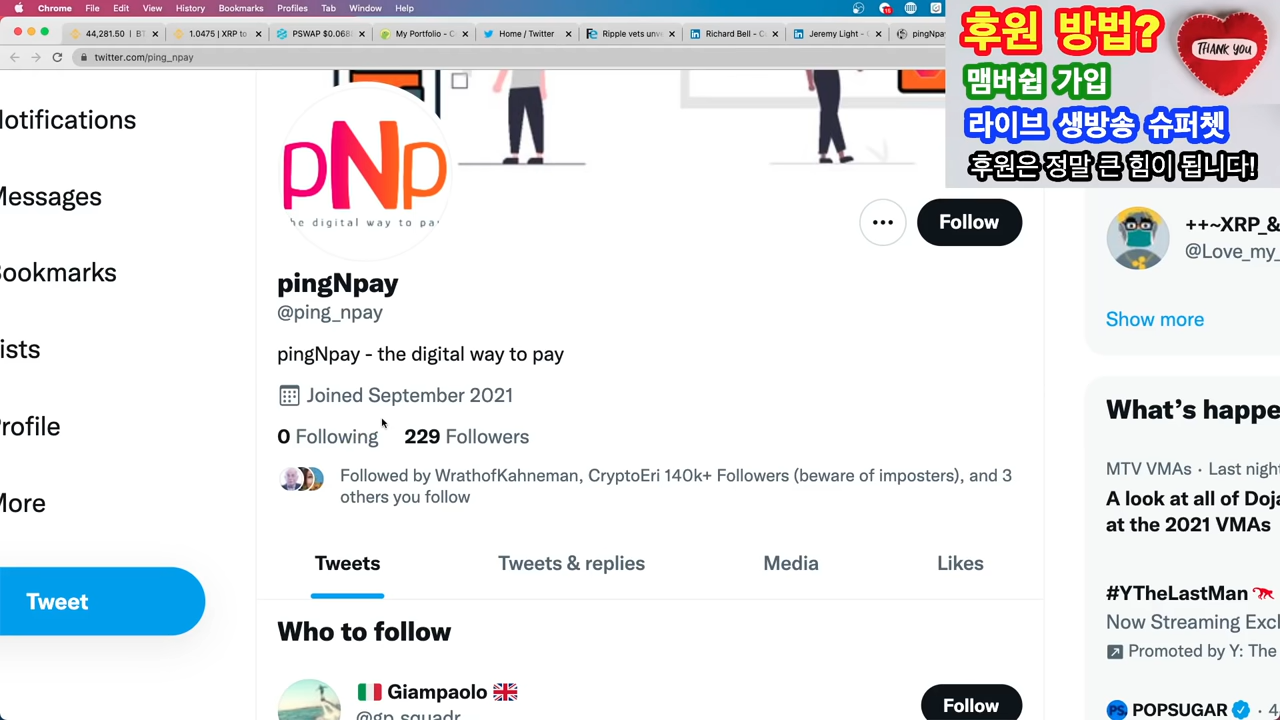 Chrome File Edit View History Bookmarks Profiles Tab Window Help
44,281.50 | BT
1.0475 | XRP to
PSWAP $0.068
My Portfolio - C
Home / Twitter
Ripple vets unv
Richard Bell - C
Jeremy Light -
pingNp
twitter.com/ping_npay
후원 방법?
THANK YOU
맴버쉽 가입
라이브 생방송 슈퍼쳇
후원은 정말 큰 힘이 됩니다!
otifications
essages
ookmarks
ists
rofile
ore
Tweet
pNp
he digital way to pa
Follow
pingNpay
@ping_npay
pingNpay - the digital way to pay
Joined September 2021
0 Following 229 Followers
Followed by WrathofKahneman, CryptoEri 140k+ Followers (beware of imposters), and 3
others you follow
Tweets Tweets & replies Media Likes
Who to follow
Giampaolo
@gp_squadr
Follow
++~XRP_&
@Love_my_
Show more
What's happe
MTV VMAs · Last nigh
A look at all of Doj
at the 2021 VMAs
#YTheLastMan
Now Streaming Excl
Promoted by Y: The
POPSUGAR · 4